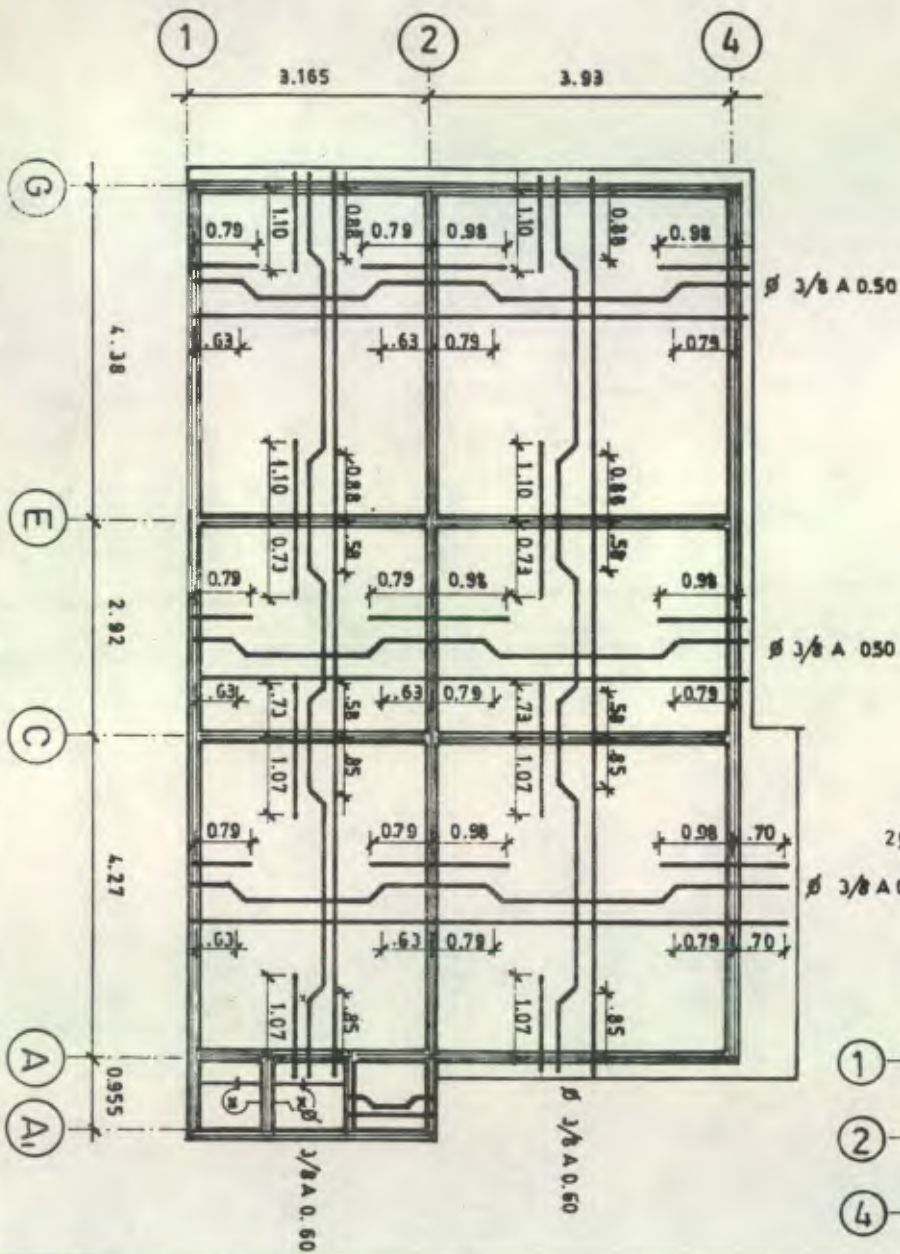 1 2 4
3.165 3.93
G
1.10 0.88 1.10 0.88
0.79 0.79 0.98 0.98
Ø 3/8 A 0.50
.63 .63 0.79 0.79
4.38
1.10 0.88 1.10 0.88
E
0.73 .58 0.73 .58
0.79 0.79 0.98 0.98
2.92
Ø 3/8 A 0.50
.63 .73 .58 .63 0.79 .73 .58 0.79
C
1.07 .85 1.07 .85
0.79 0.79 0.98 0.98 .70
4.27
Ø 3/8 A
.63 .63 0.79 0.79 .70
1.07 .85 1.07 .85
A
0.955
1
A₁
2
Ø 3/8 A 0.60
Ø 3/8 A 0.60
4